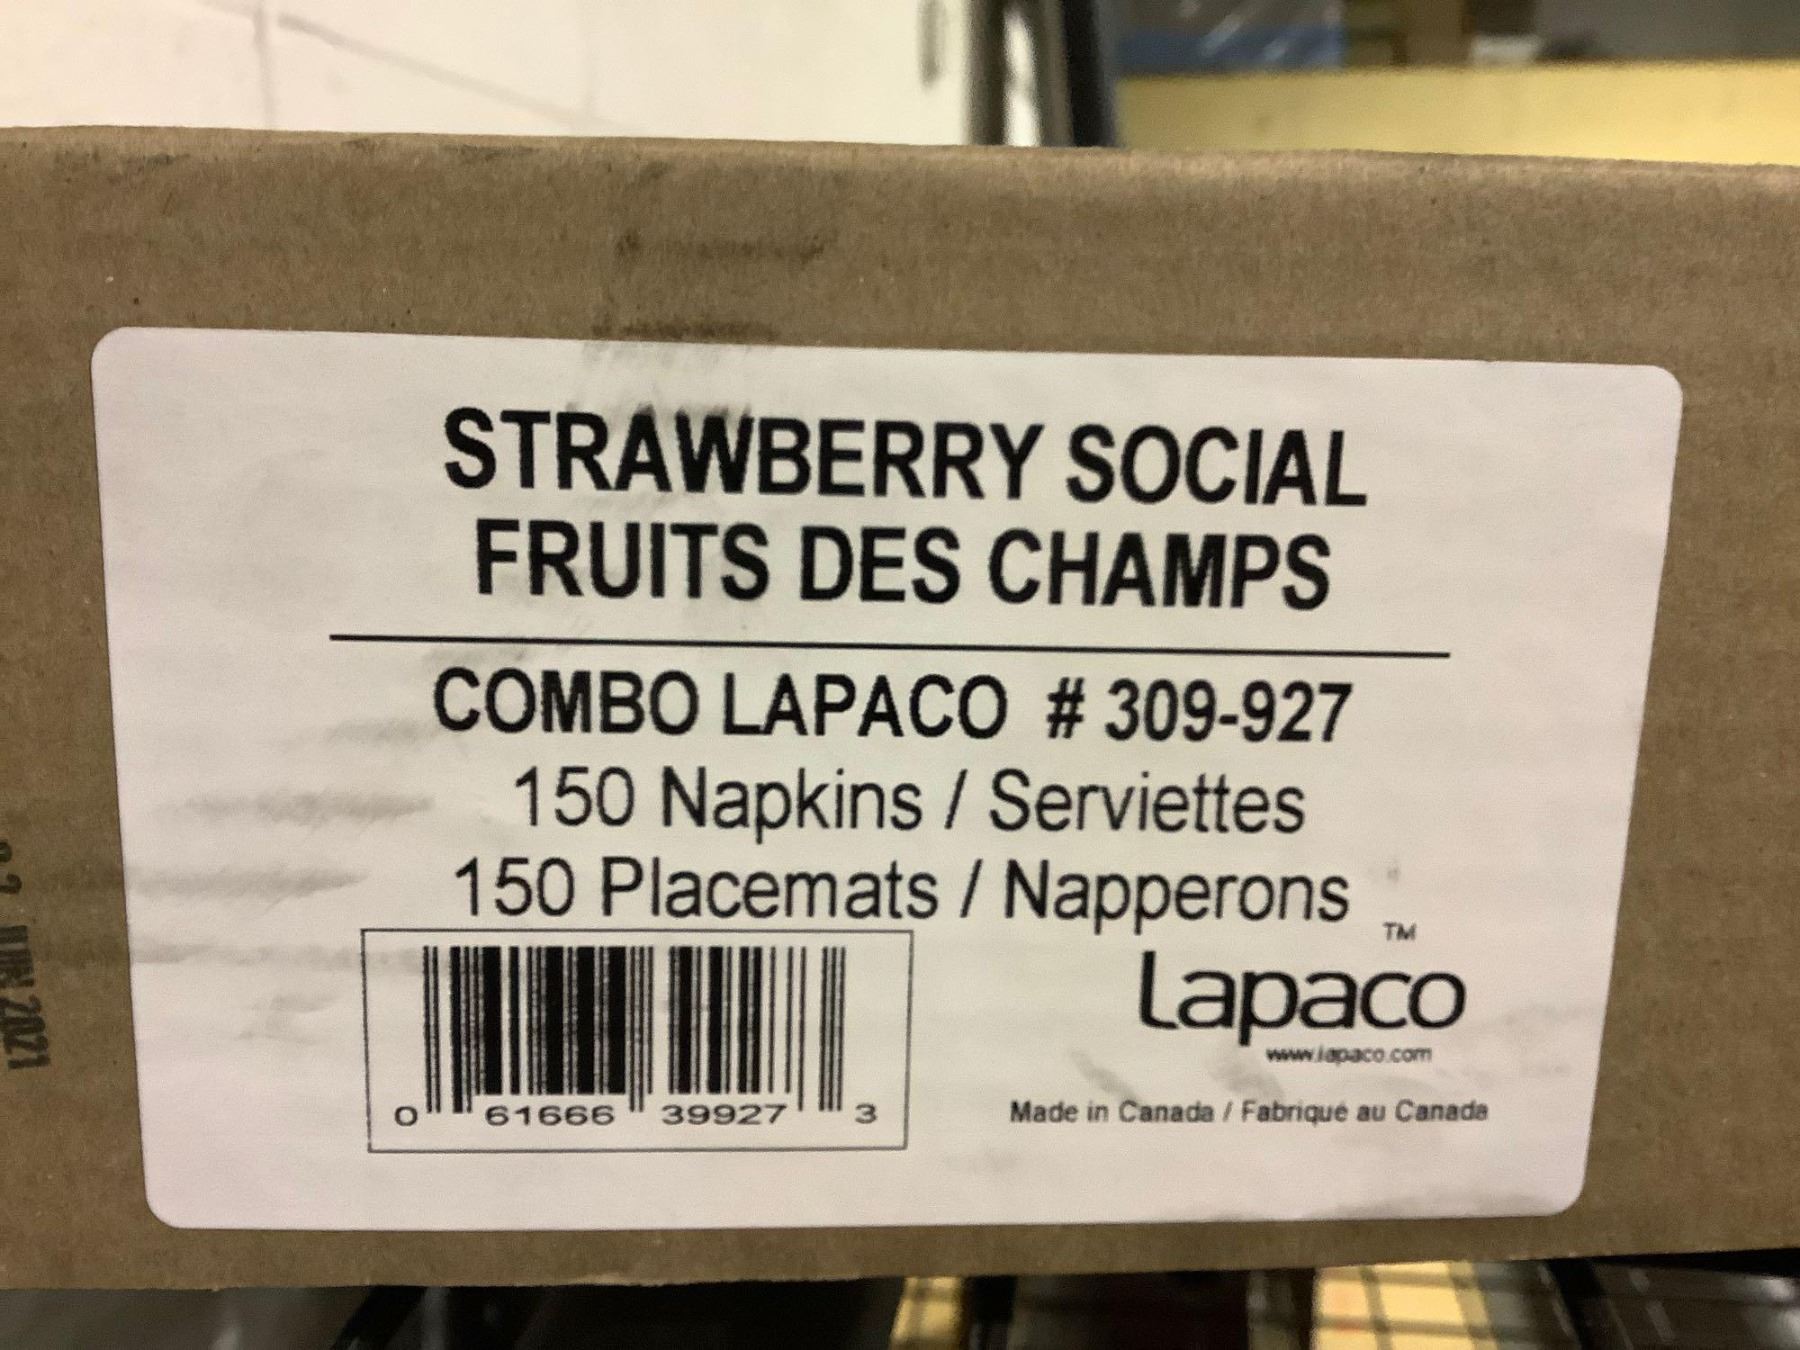 STRAWBERRY SOCIAL
FRUITS DES CHAMPS
COMBO LAPACO # 309-927
150 Napkins / Serviettes
150 Placemats / Napperons
TM
Lapaco
www.lapaco.com
Made in Canada / Fabriqué au Canada
0 61666 39927 3
2021